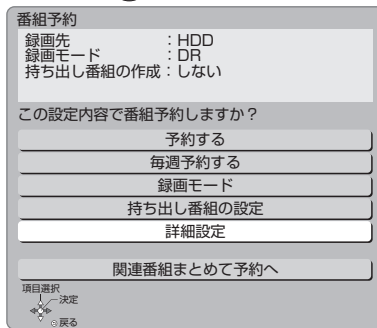 番組予約
録画先　　　　　：HDD
録画モード　　　：DR
持ち出し番組の作成：しない
この設定内容で番組予約しますか？
予約する
毎週予約する
録画モード
持ち出し番組の設定
詳細設定
関連番組まとめて予約へ
項目選択
決定
戻る